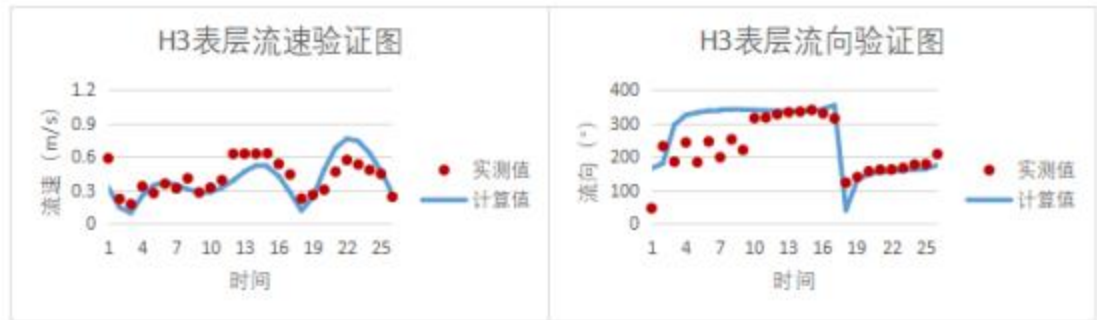 H3表层流速验证图
1.2
0.9
0.6
0.3
0
流速（m/s）
1 4 7 10 13 16 19 22 25
时间
实测值
计算值
H3表层流向验证图
400
300
200
100
0
流向（°）
1 4 7 10 13 16 19 22 25
时间
实测值
计算值